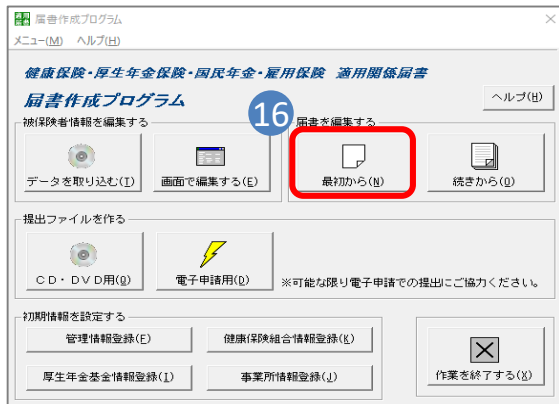 届書作成プログラム
メニュー(M) ヘルプ(H)
健康保険・厚生年金保険・国民年金・雇用保険 適用関係届書
届書作成プログラム
ヘルプ(H)
16
被保険者情報を編集する
届書を編集する
データを取り込む(I)
画面で編集する(E)
最初から(N)
続きから(O)
提出ファイルを作る
CD・DVD用(Q)
電子申請用(D)
※可能な限り電子申請での提出にご協力ください。
初期情報を設定する
管理情報登録(F)
健康保険組合情報登録(K)
厚生年金基金情報登録(I)
事業所情報登録(J)
作業を終了する(X)